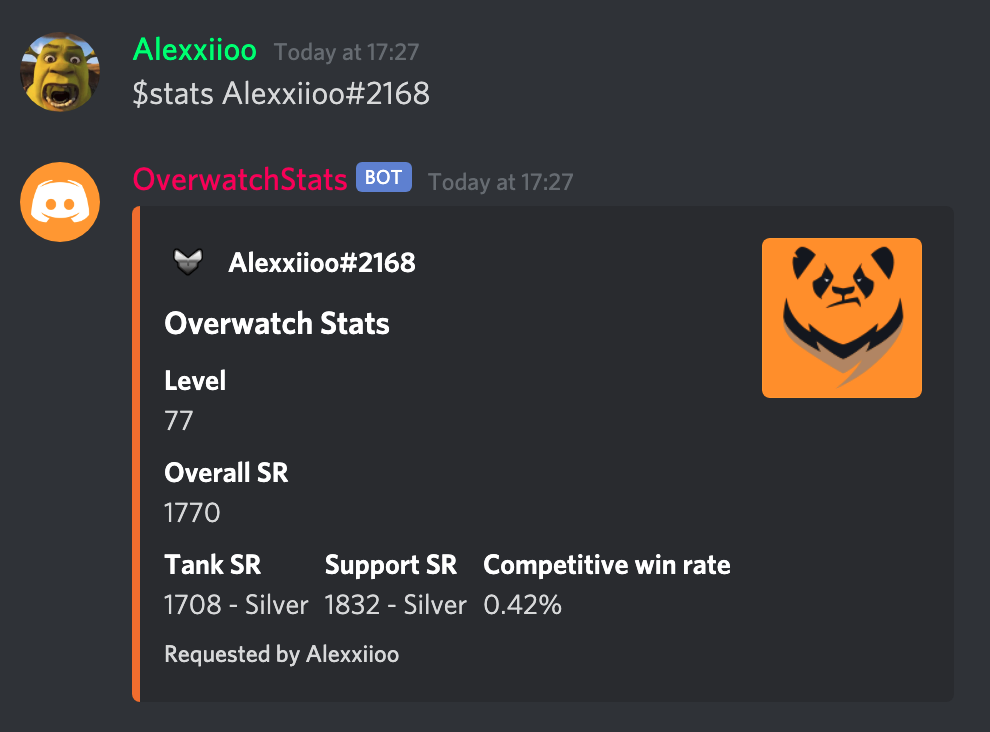 Alexxiioo Today at 17:27
$stats Alexxiioo#2168
OverwatchStats BOT Today at 17:27
Alexxiioo#2168
Overwatch Stats
Level
77
Overall SR
1770
Tank SR Support SR Competitive win rate
1708 - Silver 1832 - Silver 0.42%
Requested by Alexxiioo